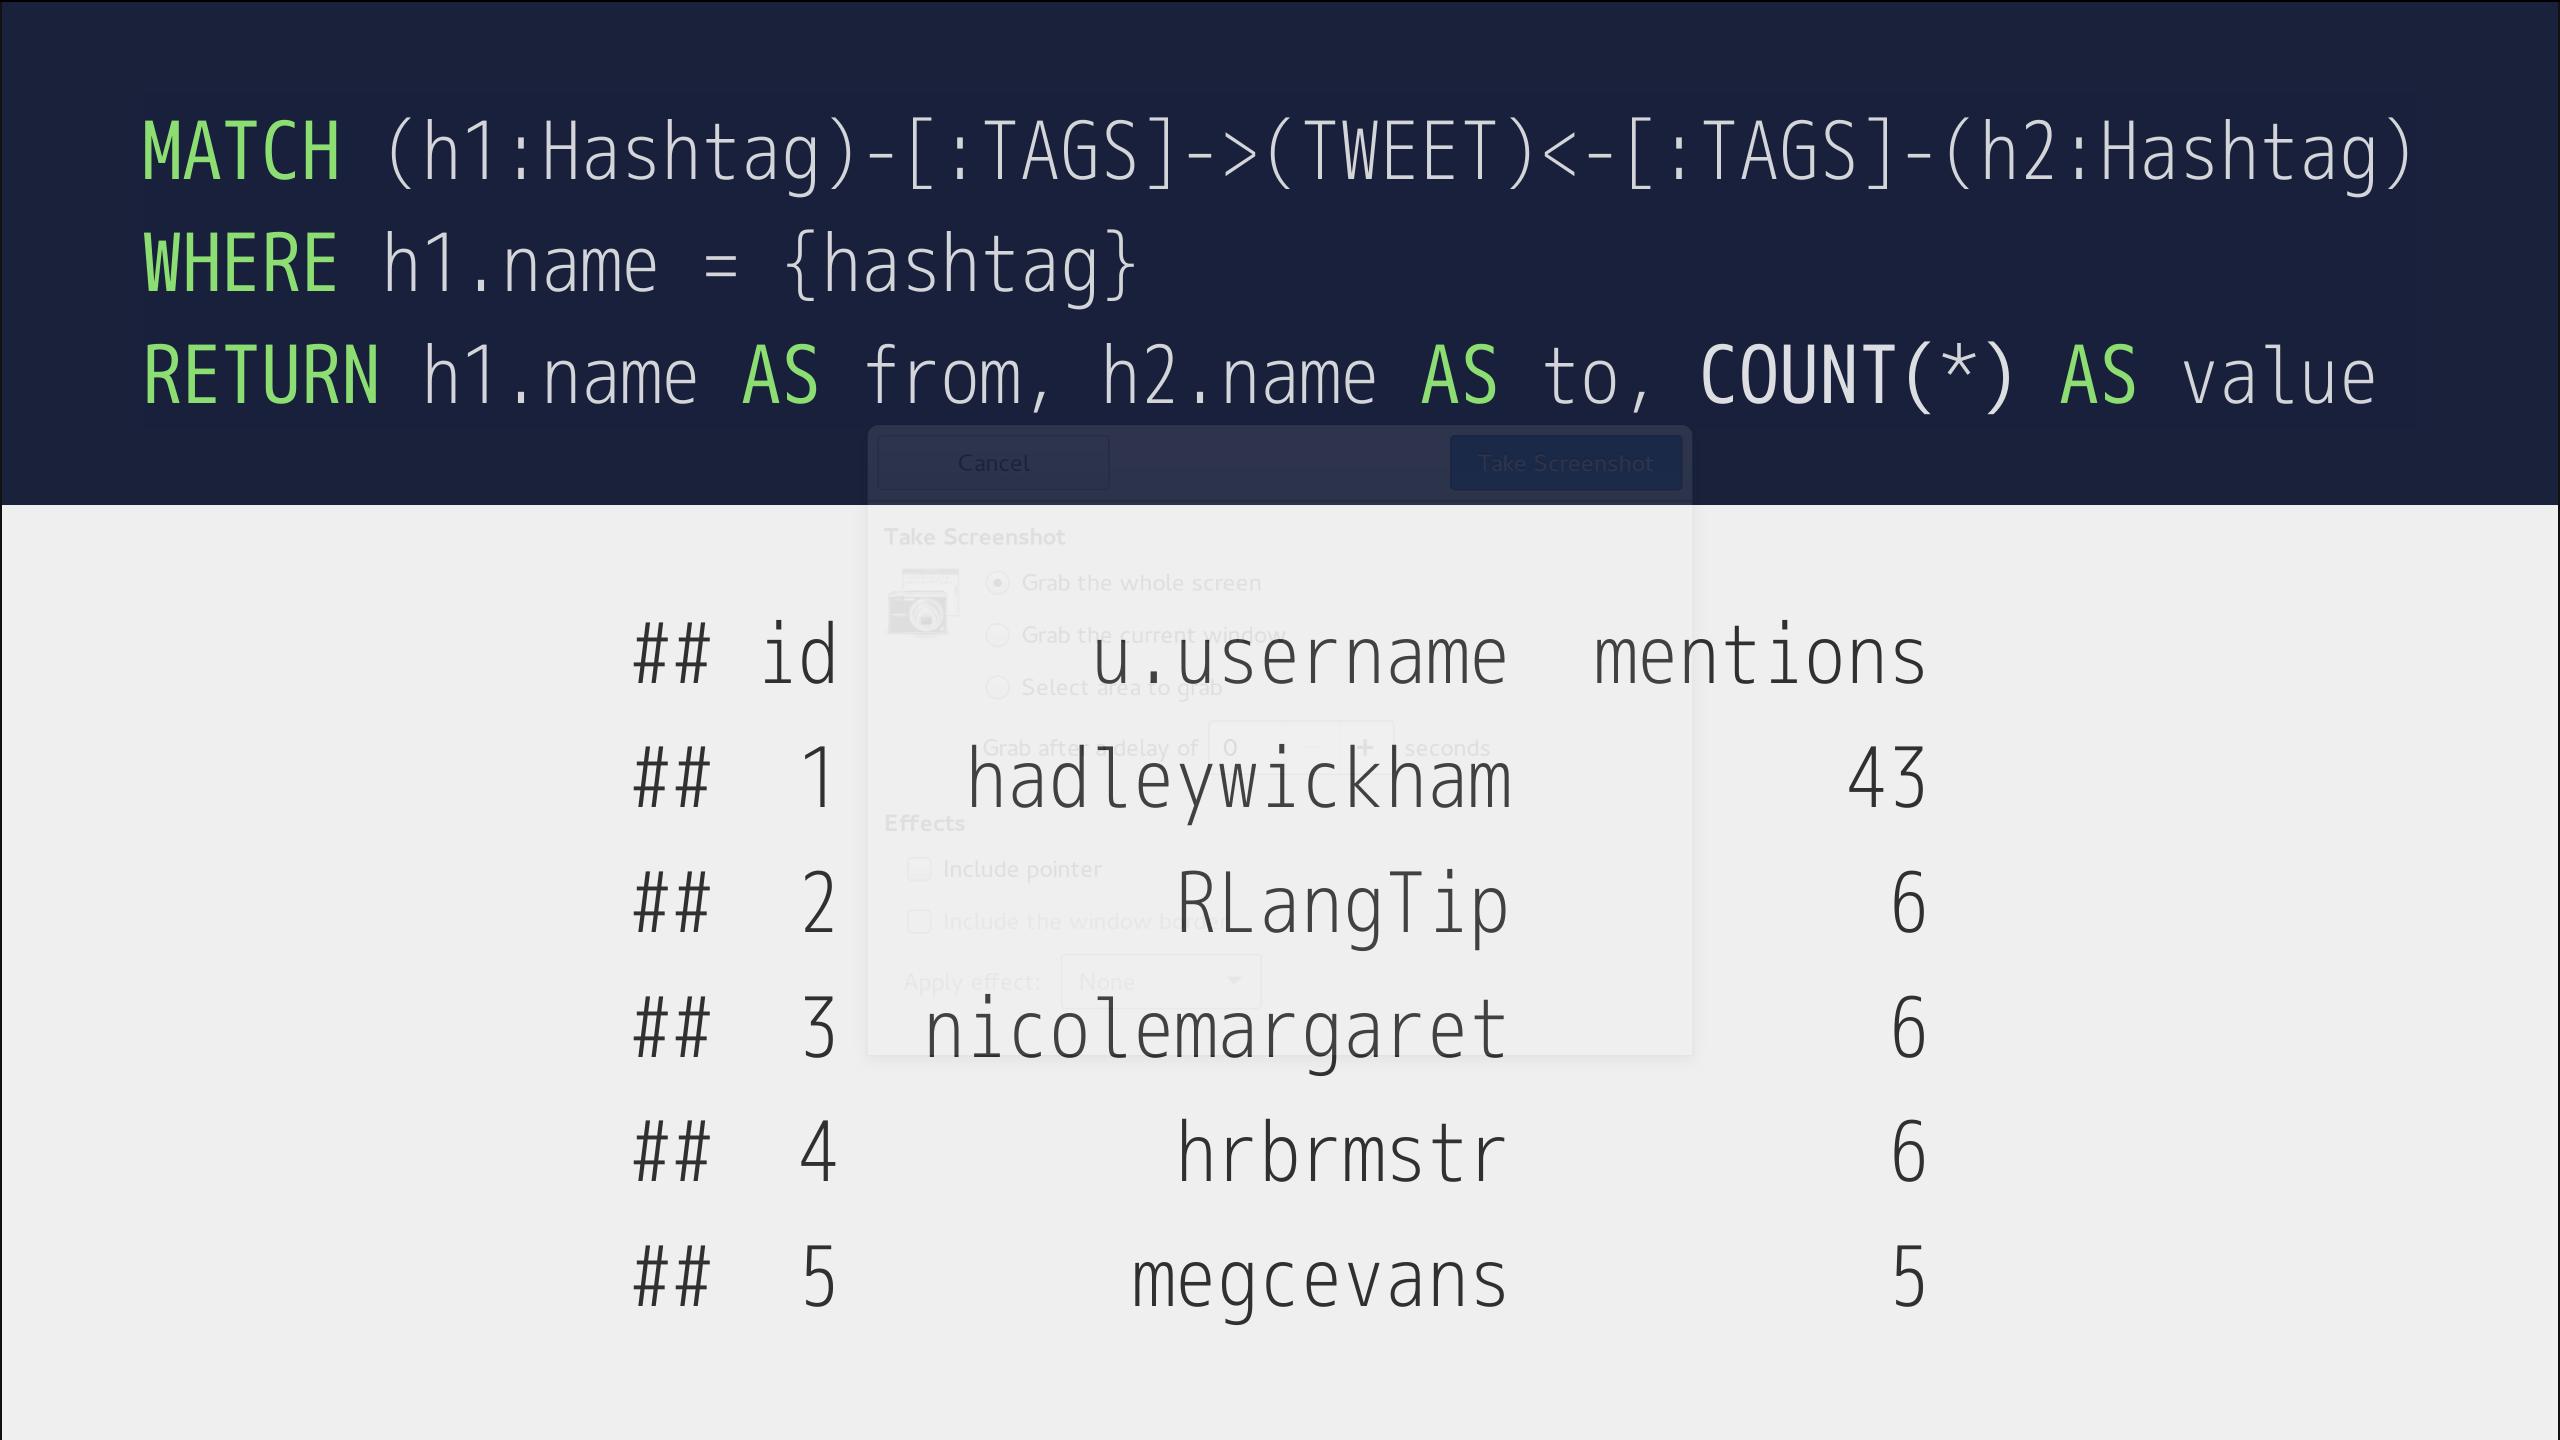 MATCH (h1:Hashtag)-[:TAGS]->(TWEET)<-[:TAGS]-(h2:Hashtag)
WHERE h1.name = {hashtag}
RETURN h1.name AS from, h2.name AS to, COUNT(*) AS value
Cancel Take Screenshot
Take Screenshot
Grab the whole screen
Grab the current window
## id u.username mentions
Select area to grab
Grab after a delay of 0 - + seconds
## 1 hadleywickham 43
Effects
Include pointer
## 2 RLangTip 6
Include the window border
Apply effect: None
## 3 nicolemargaret 6
## 4 hrbrmstr 6
## 5 megcevans 5